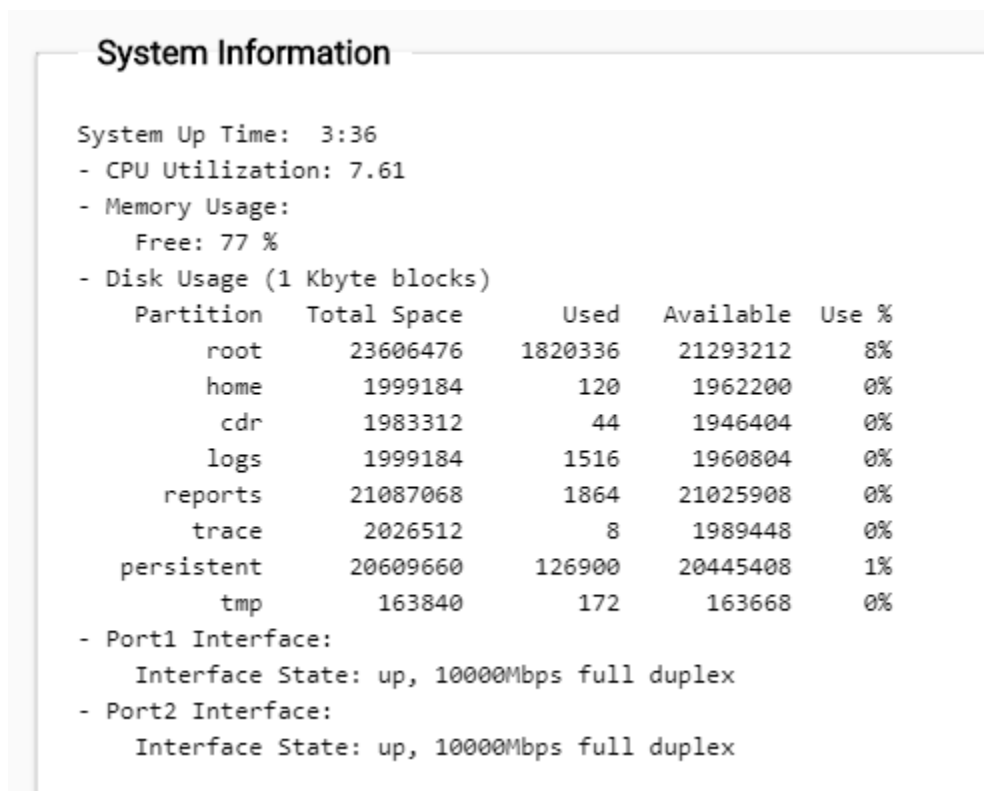 System Information
System Up Time:  3:36
- CPU Utilization: 7.61
- Memory Usage:
    Free: 77 %
- Disk Usage (1 Kbyte blocks)
    Partition   Total Space       Used   Available  Use %
         root      23606476    1820336    21293212     8%
         home       1999184        120     1962200     0%
          cdr       1983312         44     1946404     0%
         logs       1999184       1516     1960804     0%
      reports      21087068       1864    21025908     0%
        trace       2026512          8     1989448     0%
   persistent      20609660     126900    20445408     1%
          tmp        163840        172      163668     0%
- Port1 Interface:
    Interface State: up, 10000Mbps full duplex
- Port2 Interface:
    Interface State: up, 10000Mbps full duplex